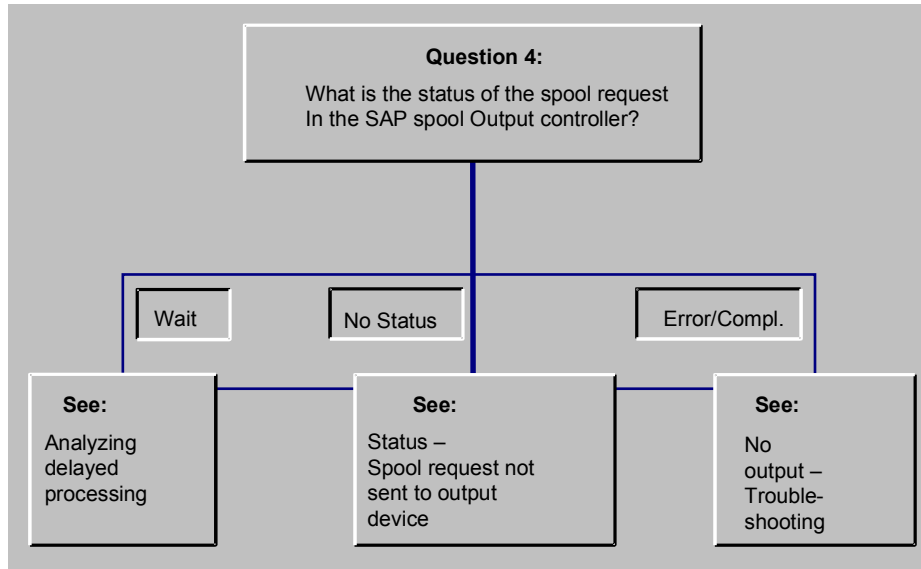 Question 4:
What is the status of the spool request
In the SAP spool Output controller?
Wait
No Status
Error/Compl.
See:
Analyzing
delayed
processing
See:
Status –
Spool request not
sent to output
device
See:
No
output –
Trouble-
shooting